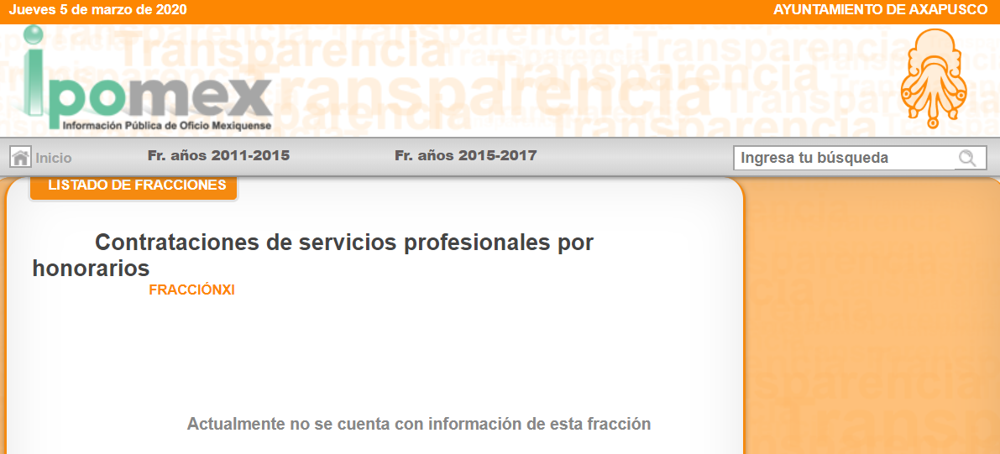 Jueves 5 de marzo de 2020 AYUNTAMIENTO DE AXAPUSCO
Transparencia
Transparencia
Transparencia
ipomex
Información Pública de Oficio Mexiquense
Inicio Fr. años 2011-2015 Fr. años 2015-2017 Ingresa tu búsqueda
LISTADO DE FRACCIONES
Contrataciones de servicios profesionales por
honorarios
FRACCIÓNXI
Actualmente no se cuenta con información de esta fracción